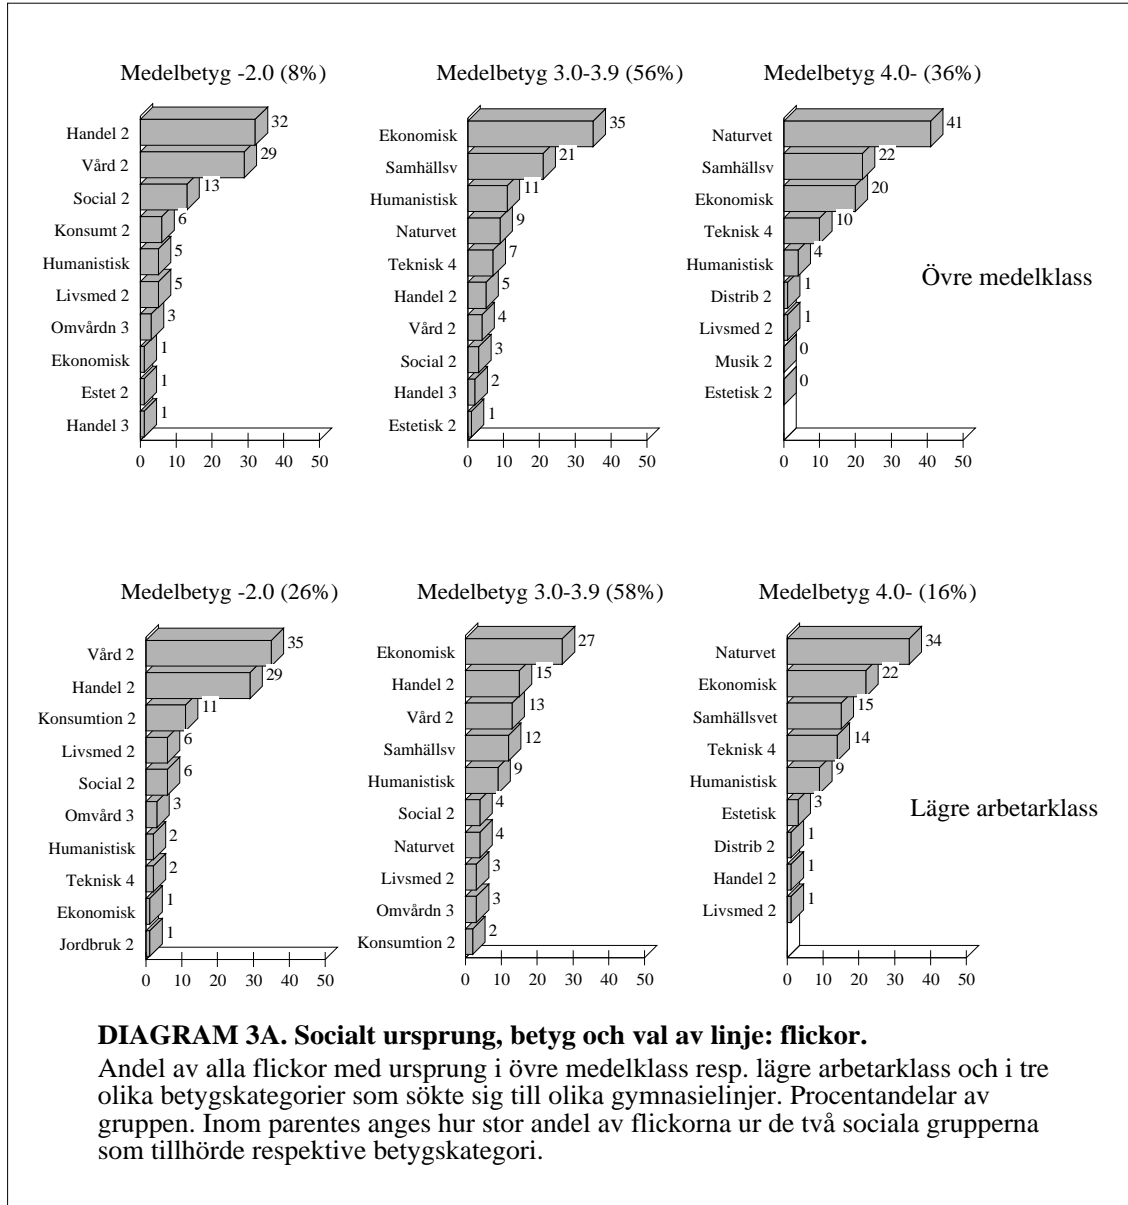 Medelbetyg -2.0 (8%)
Handel 2 32
Vård 2 29
Social 2 13
Konsumt 2 6
Humanistisk 5
Livsmed 2 5
Omvårdn 3 3
Ekonomisk 1
Estet 2 1
Handel 3 1
0 10 20 30 40 50
Medelbetyg 3.0-3.9 (56%)
Ekonomisk 35
Samhällsv 21
Humanistisk 11
Naturvet 9
Teknisk 4 7
Handel 2 5
Vård 2 4
Social 2 3
Handel 3 2
Estetisk 2 1
0 10 20 30 40 50
Medelbetyg 4.0- (36%)
Naturvet 41
Samhällsv 22
Ekonomisk 20
Teknisk 4 10
Humanistisk 4
Distrib 2 1
Livsmed 2 1
Musik 2 0
Estetisk 2 0
0 10 20 30 40 50
Övre medelklass
Medelbetyg -2.0 (26%)
Vård 2 35
Handel 2 29
Konsumtion 2 11
Livsmed 2 6
Social 2 6
Omvård 3 3
Humanistisk 2
Teknisk 4 2
Ekonomisk 1
Jordbruk 2 1
0 10 20 30 40 50
Medelbetyg 3.0-3.9 (58%)
Ekonomisk 27
Handel 2 15
Vård 2 13
Samhällsv 12
Humanistisk 9
Social 2 4
Naturvet 4
Livsmed 2 3
Omvårdn 3 3
Konsumtion 2 2
0 10 20 30 40 50
Medelbetyg 4.0- (16%)
Naturvet 34
Ekonomisk 22
Samhällsvet 15
Teknisk 4 14
Humanistisk 9
Estetisk 3
Distrib 2 1
Handel 2 1
Livsmed 2 1
0 10 20 30 40 50
Lägre arbetarklass
DIAGRAM 3A. Socialt ursprung, betyg och val av linje: flickor.
Andel av alla flickor med ursprung i övre medelklass resp. lägre arbetarklass och i tre
olika betygskategorier som sökte sig till olika gymnasielinjer. Procentandelar av
gruppen. Inom parentes anges hur stor andel av flickorna ur de två sociala grupperna
som tillhörde respektive betygskategori.